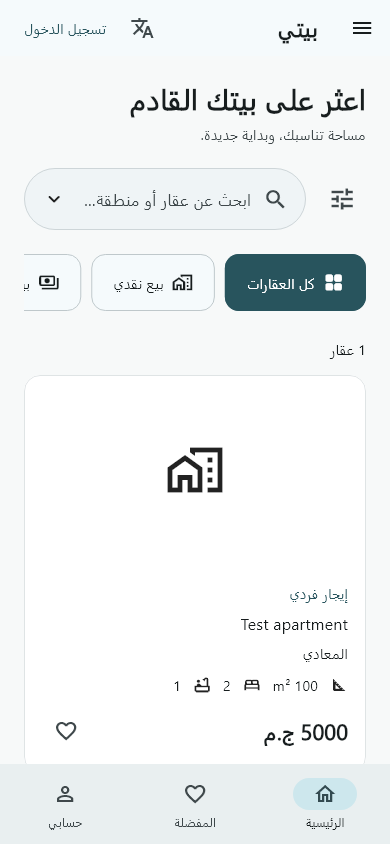 بيتي
تسجيل الدخول
اعثر على بيتك القادم
مساحة تناسبك، وبداية جديدة.
ابحث عن عقار أو منطقة...
كل العقارات
بيع نقدي
1 عقار
إيجار فردي
Test apartment
المعادي
100 m² 2 1
5000 ج.م
الرئيسية
المفضلة
حسابي